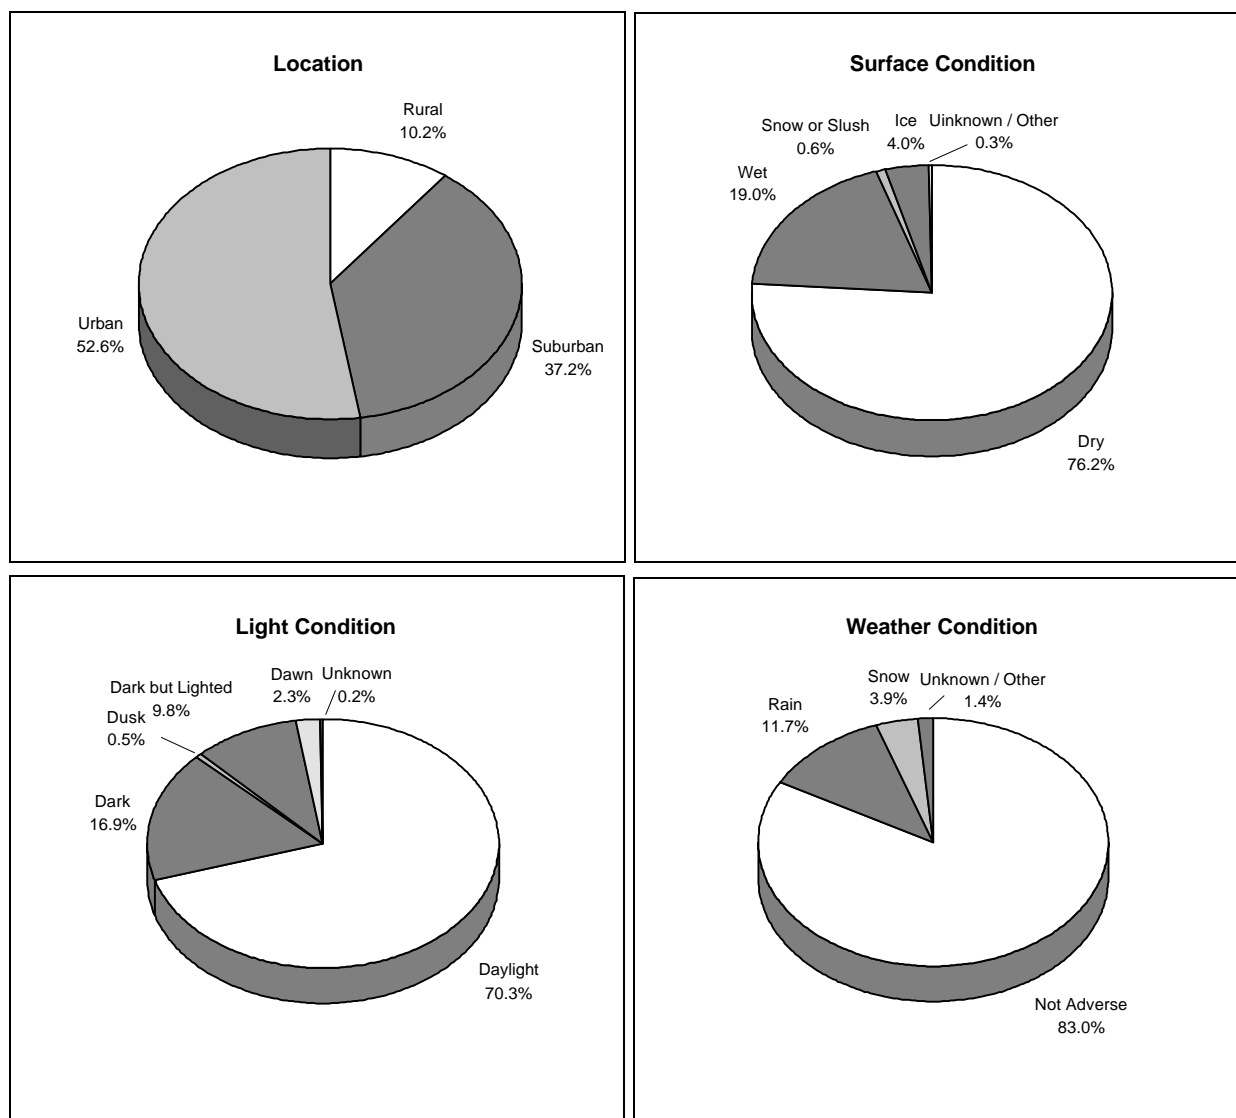 Location
Rural
10.2%
Urban
52.6%
Suburban
37.2%
Surface Condition
Snow or Slush
0.6%
Ice
4.0%
Uinknown / Other
0.3%
Wet
19.0%
Dry
76.2%
Light Condition
Dark but Lighted
9.8%
Dawn
2.3%
Unknown
0.2%
Dusk
0.5%
Dark
16.9%
Daylight
70.3%
Weather Condition
Rain
11.7%
Snow
3.9%
Unknown / Other
1.4%
Not Adverse
83.0%